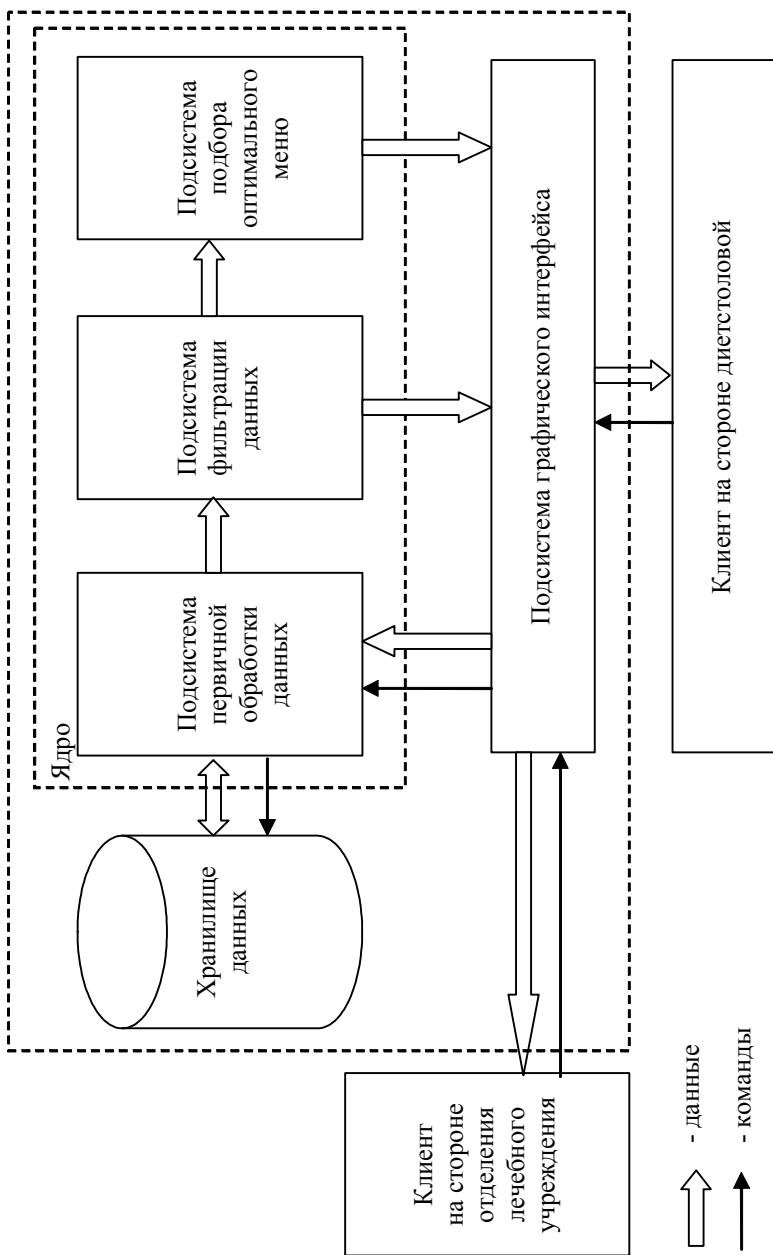 Ядро
Хранилище
данных
Подсистема
первичной
обработки
данных
Подсистема
фильтрации
данных
Подсистема
подбора
оптимального
меню
Подсистема графического интерфейса
Клиент
на стороне
отделения
лечебного
учреждения
Клиент на стороне диетстоловой
- данные
- команды